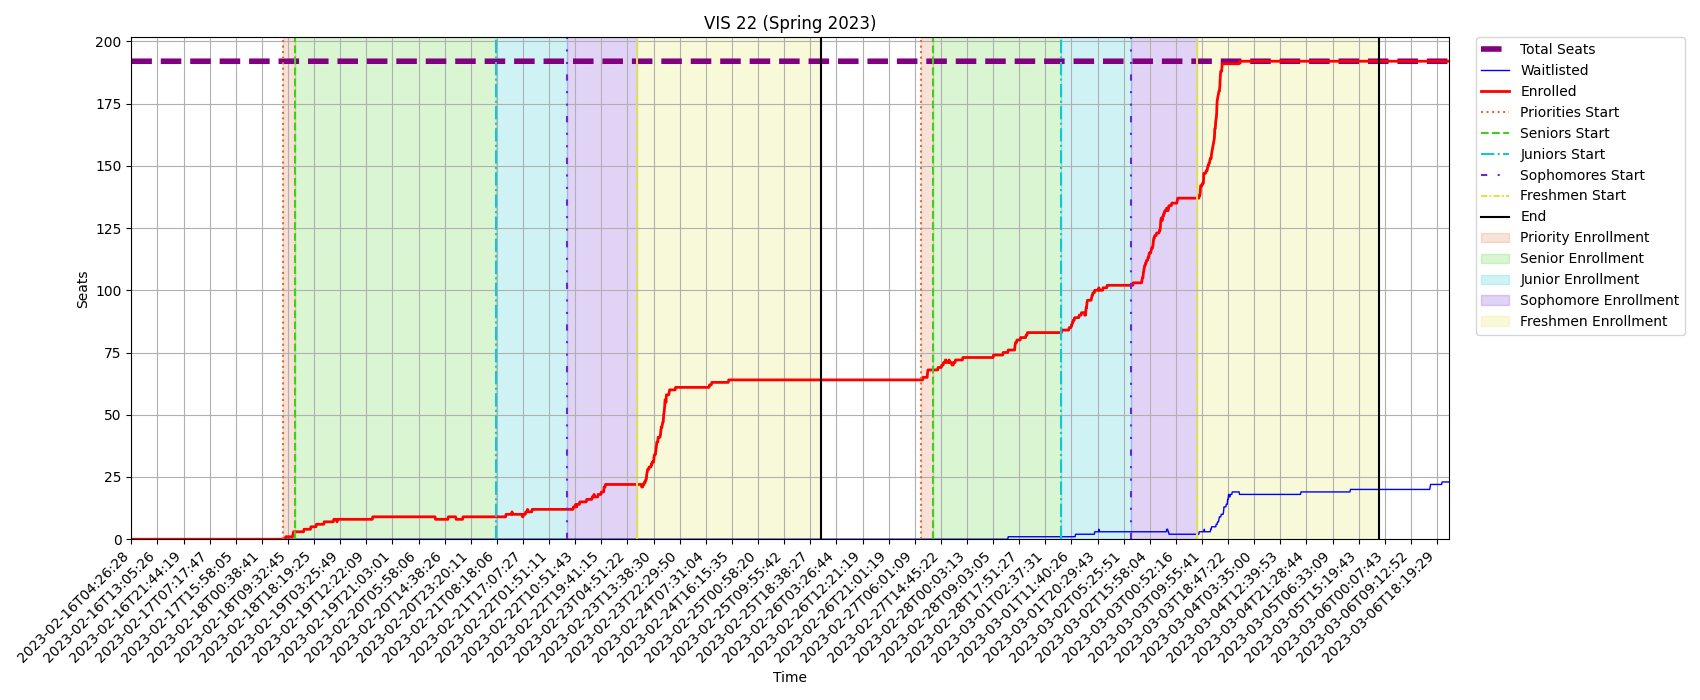 VIS 22 (Spring 2023)
200
175
150
125
100
75
50
25
0
Seats
2023-02-16T04:26:28
2023-02-16T13:05:26
2023-02-16T21:44:19
2023-02-17T07:17:47
2023-02-17T15:58:05
2023-02-18T00:38:41
2023-02-18T09:32:45
2023-02-18T18:19:25
2023-02-19T03:25:49
2023-02-19T12:22:09
2023-02-19T21:03:01
2023-02-20T05:58:06
2023-02-20T14:38:26
2023-02-20T23:20:11
2023-02-21T08:18:06
2023-02-21T17:07:27
2023-02-22T01:51:11
2023-02-22T10:51:43
2023-02-22T19:41:15
2023-02-23T04:51:22
2023-02-23T13:38:30
2023-02-23T22:29:50
2023-02-24T07:31:04
2023-02-24T16:15:35
2023-02-25T00:58:20
2023-02-25T09:55:42
2023-02-25T18:38:27
2023-02-26T03:26:44
2023-02-26T12:21:19
2023-02-26T21:01:19
2023-02-27T06:01:09
2023-02-27T14:45:22
2023-02-28T00:03:13
2023-02-28T09:03:05
2023-02-28T17:51:27
2023-03-01T02:37:31
2023-03-01T11:40:26
2023-03-01T20:29:43
2023-03-02T05:25:51
2023-03-02T15:58:04
2023-03-03T00:52:16
2023-03-03T09:55:41
2023-03-03T18:47:22
2023-03-04T03:35:00
2023-03-04T12:39:53
2023-03-04T21:28:44
2023-03-05T06:33:09
2023-03-05T15:19:43
2023-03-06T00:07:43
2023-03-06T09:12:52
2023-03-06T18:19:29
Time
Total Seats
Waitlisted
Enrolled
Priorities Start
Seniors Start
Juniors Start
Sophomores Start
Freshmen Start
End
Priority Enrollment
Senior Enrollment
Junior Enrollment
Sophomore Enrollment
Freshmen Enrollment